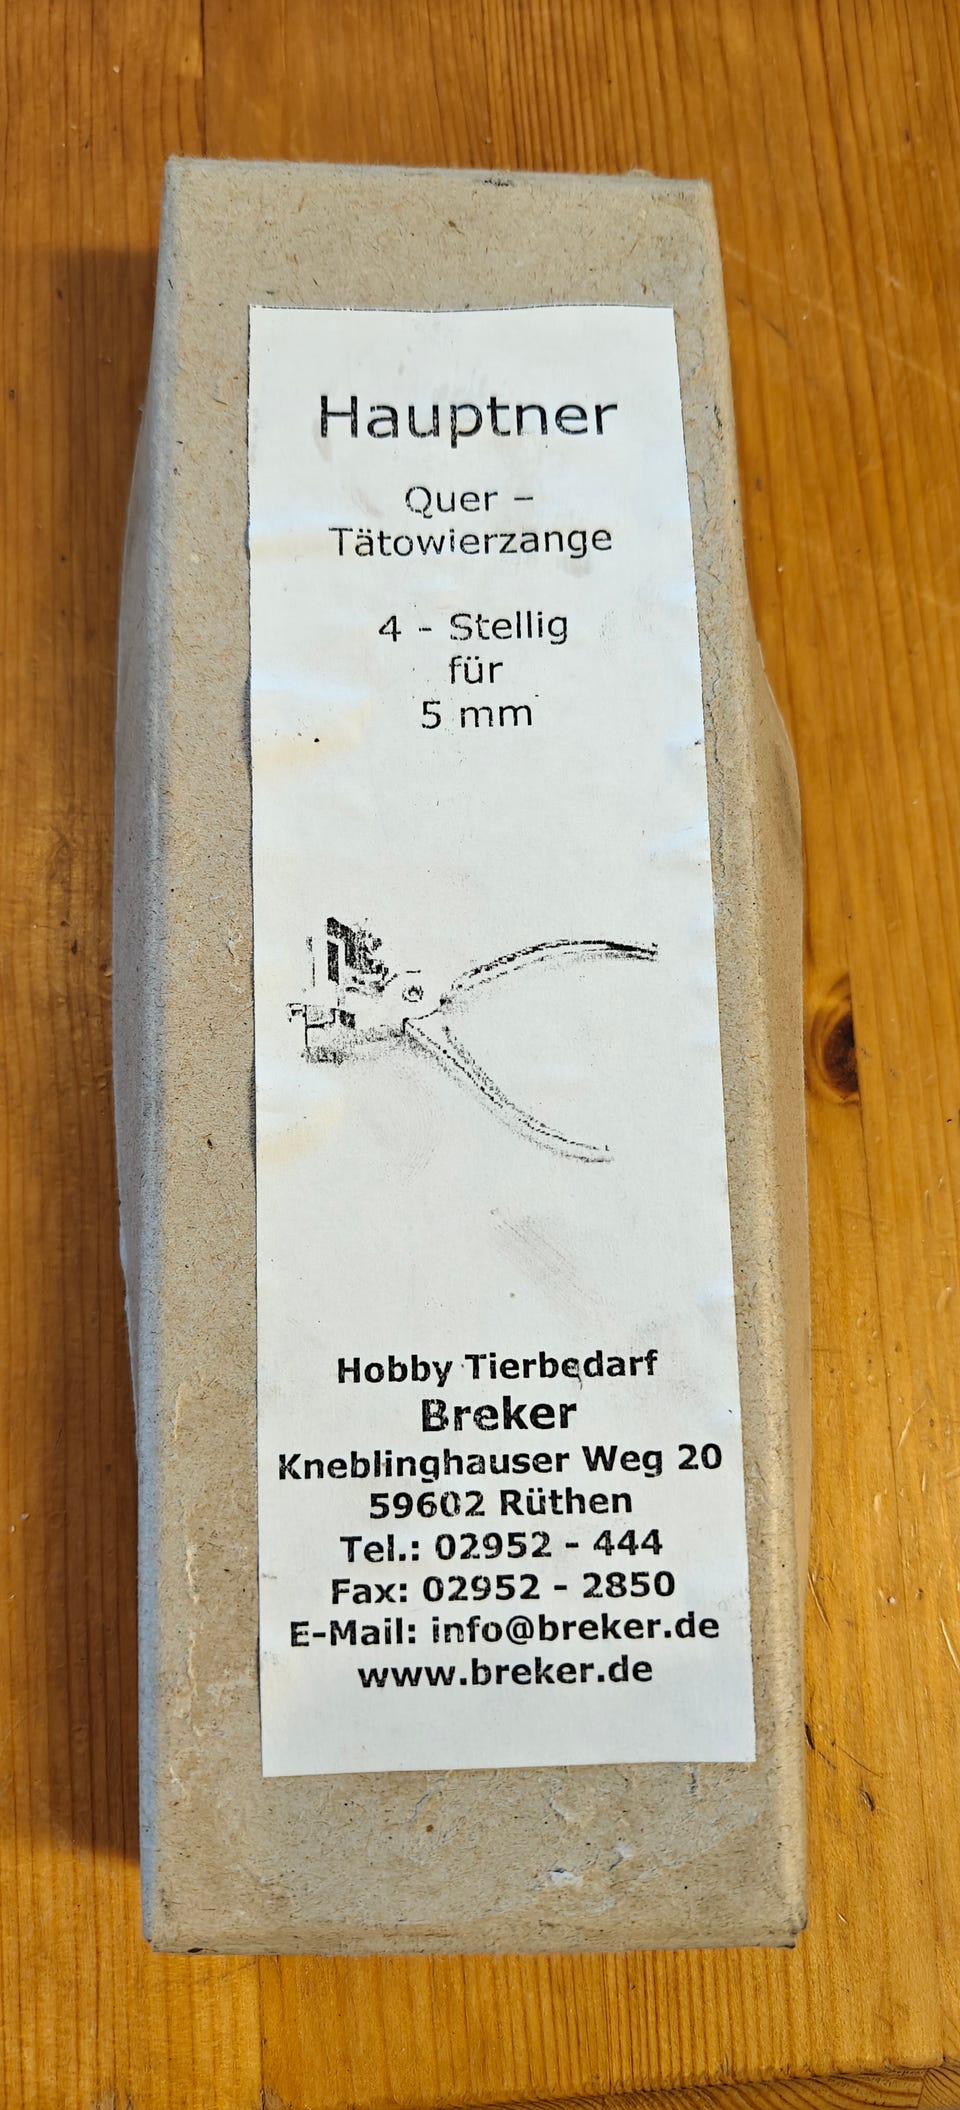 Hauptner
Quer –
Tätowierzange
4 - Stellig
für
5 mm
Hobby Tierbedarf
Breker
Kneblinghauser Weg 20
59602 Rüthen
Tel.: 02952 - 444
Fax: 02952 - 2850
E-Mail: info@breker.de
www.breker.de